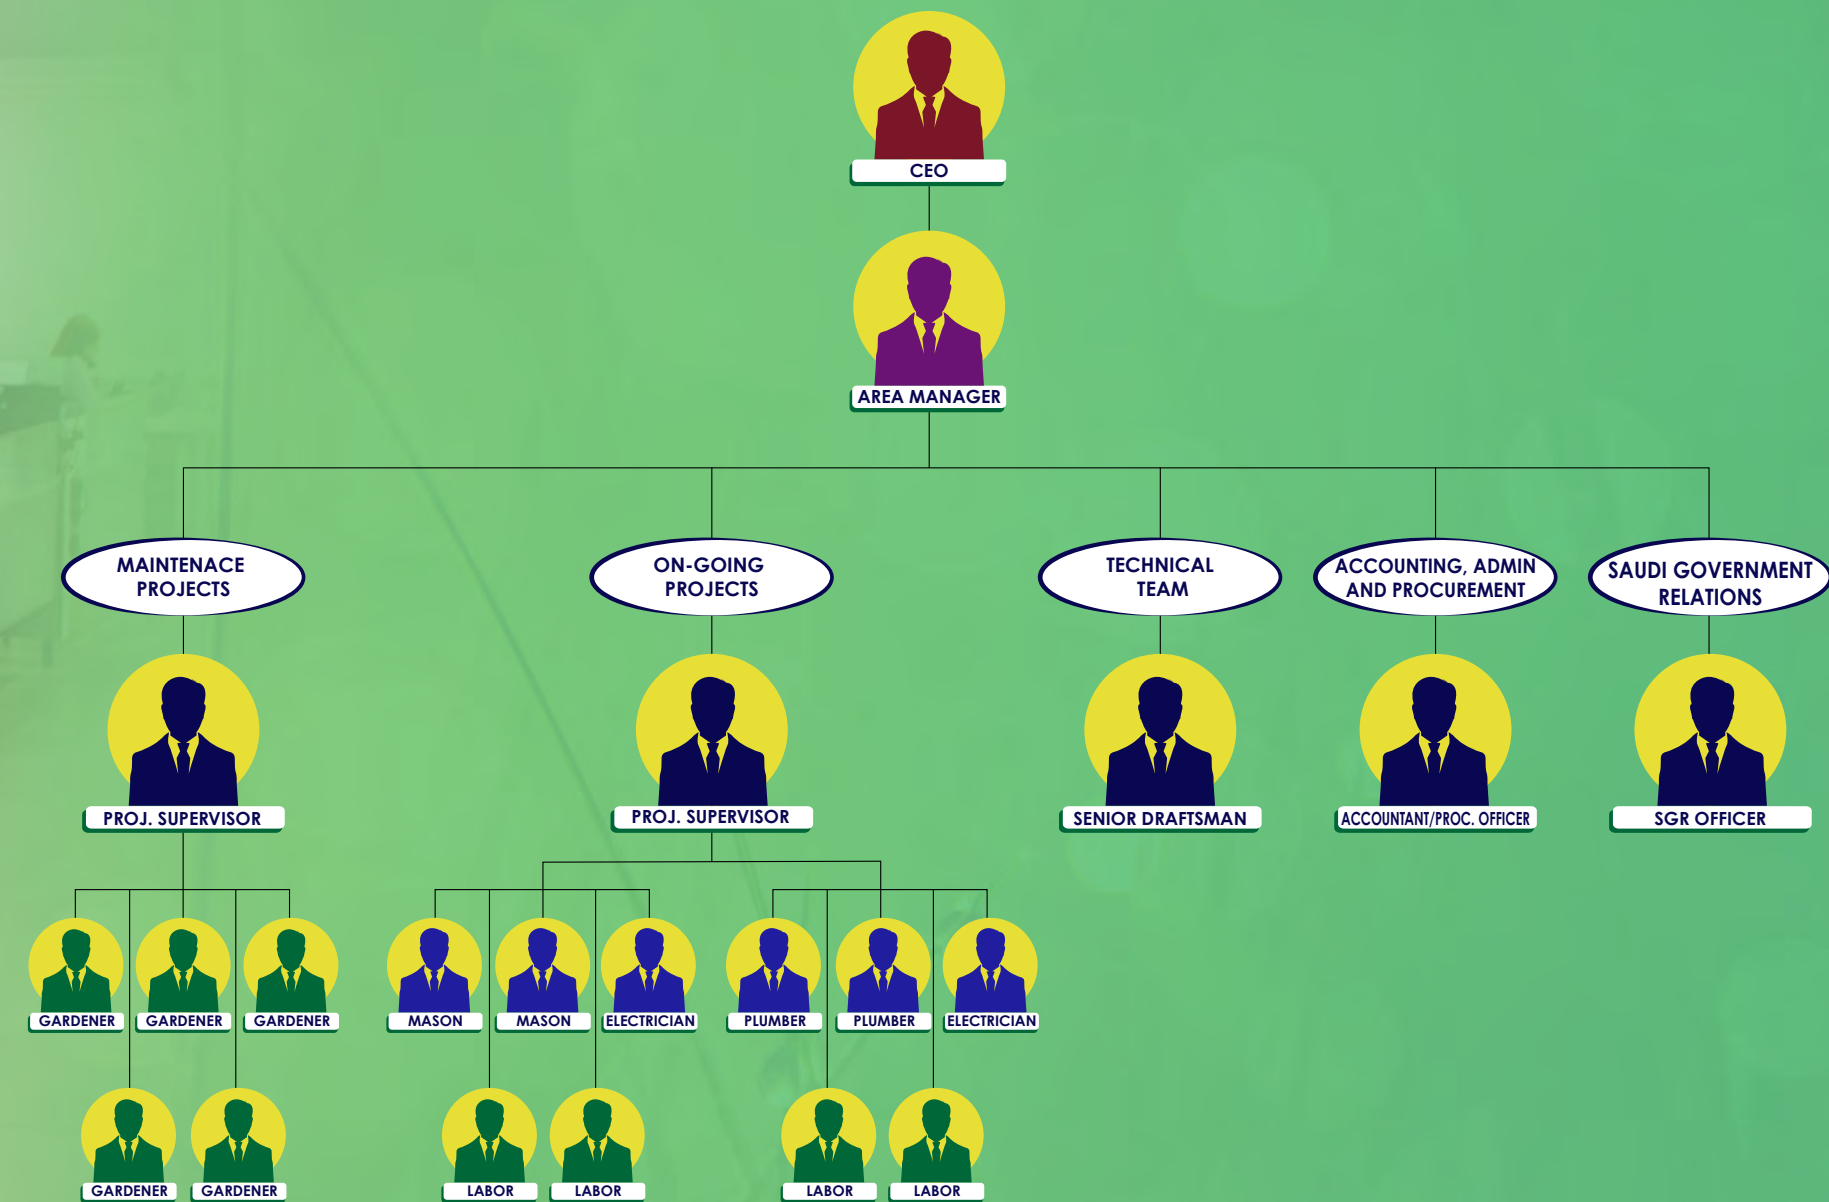 CEO
AREA MANAGER
MAINTENACE
PROJECTS
ON-GOING
PROJECTS
TECHNICAL
TEAM
ACCOUNTING, ADMIN
AND PROCUREMENT
SAUDI GOVERNMENT
RELATIONS
PROJ. SUPERVISOR
PROJ. SUPERVISOR
SENIOR DRAFTSMAN
ACCOUNTANT/PROC. OFFICER
SGR OFFICER
GARDENER
GARDENER
GARDENER
MASON
MASON
ELECTRICIAN
PLUMBER
PLUMBER
ELECTRICIAN
GARDENER
GARDENER
LABOR
LABOR
LABOR
LABOR